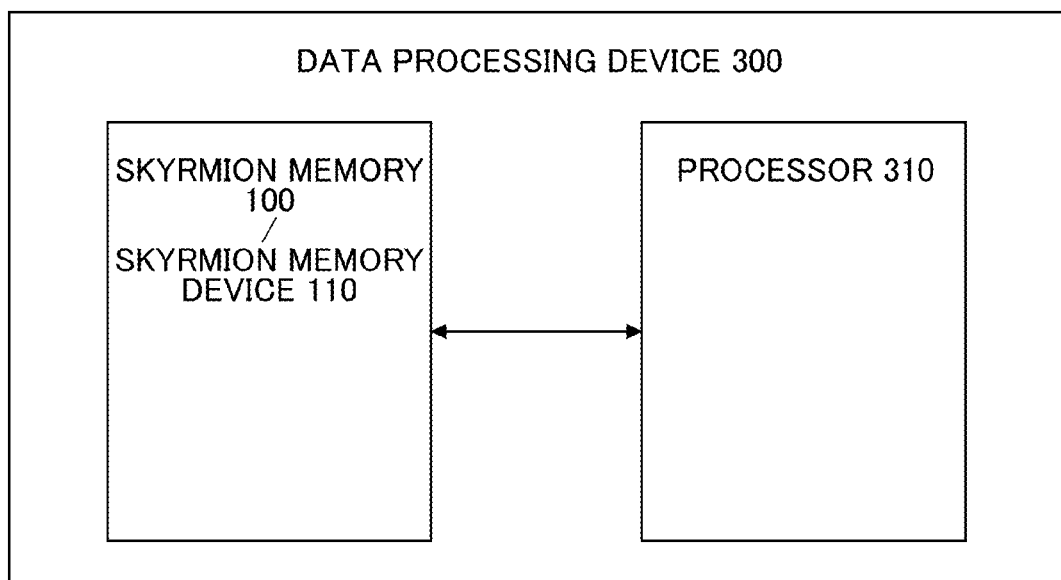 DATA PROCESSING DEVICE 300
SKYRMION MEMORY
100
/
SKYRMION MEMORY
DEVICE 110
PROCESSOR 310